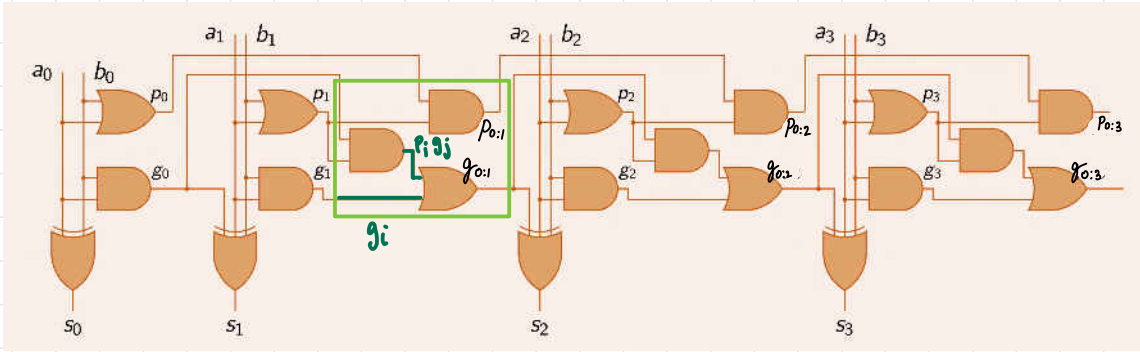 a1 b1 a2 b2 a3 b3
a0 b0
p0 p1 p2 p3
p0:1 p0:2 p0:3
pigj
g0 g1 g0:1 g2 g0:2 g3 g0:3
gi
s0 s1 s2 s3